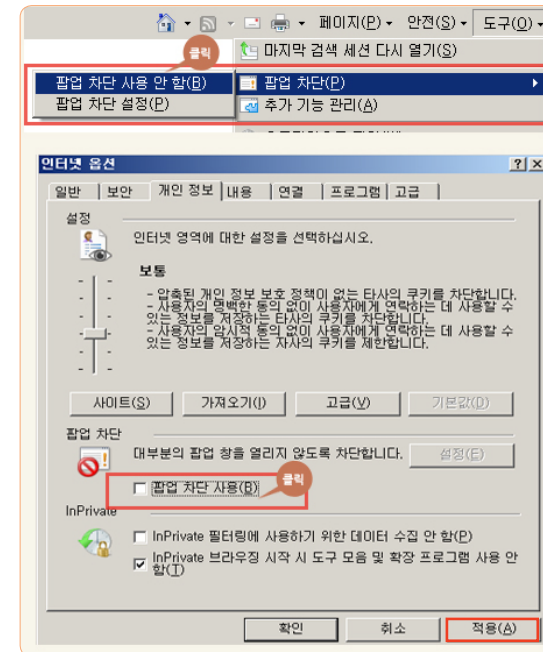 페이지(P) 안전(S) 도구(O)
클릭
마지막 검색 세션 다시 열기(S)
팝업 차단 사용 안 함(B)
팝업 차단(P)
팝업 차단 설정(P)
추가 기능 관리(A)
인터넷 옵션
일반 보안 개인 정보 내용 연결 프로그램 고급
설정
인터넷 영역에 대한 설정을 선택하십시오.
보통
- 압축된 개인 정보 보호 정책이 없는 타사의 쿠키를 차단합니다.
- 사용자의 명백한 동의 없이 사용자에게 연락하는 데 사용할 수
있는 정보를 저장하는 타사의 쿠키를 차단합니다.
- 사용자의 암시적 동의 없이 사용자에게 연락하는 데 사용할 수
있는 정보를 저장하는 자사의 쿠키를 제한합니다.
사이트(S) 가져오기(I) 고급(V) 기본값(D)
팝업 차단
대부분의 팝업 창을 열리지 않도록 차단합니다. 설정(E)
클릭
팝업 차단 사용(B)
InPrivate
InPrivate 필터링에 사용하기 위한 데이터 수집 안 함(P)
InPrivate 브라우징 시작 시 도구 모음 및 확장 프로그램 사용 안
함(T)
확인 취소 적용(A)